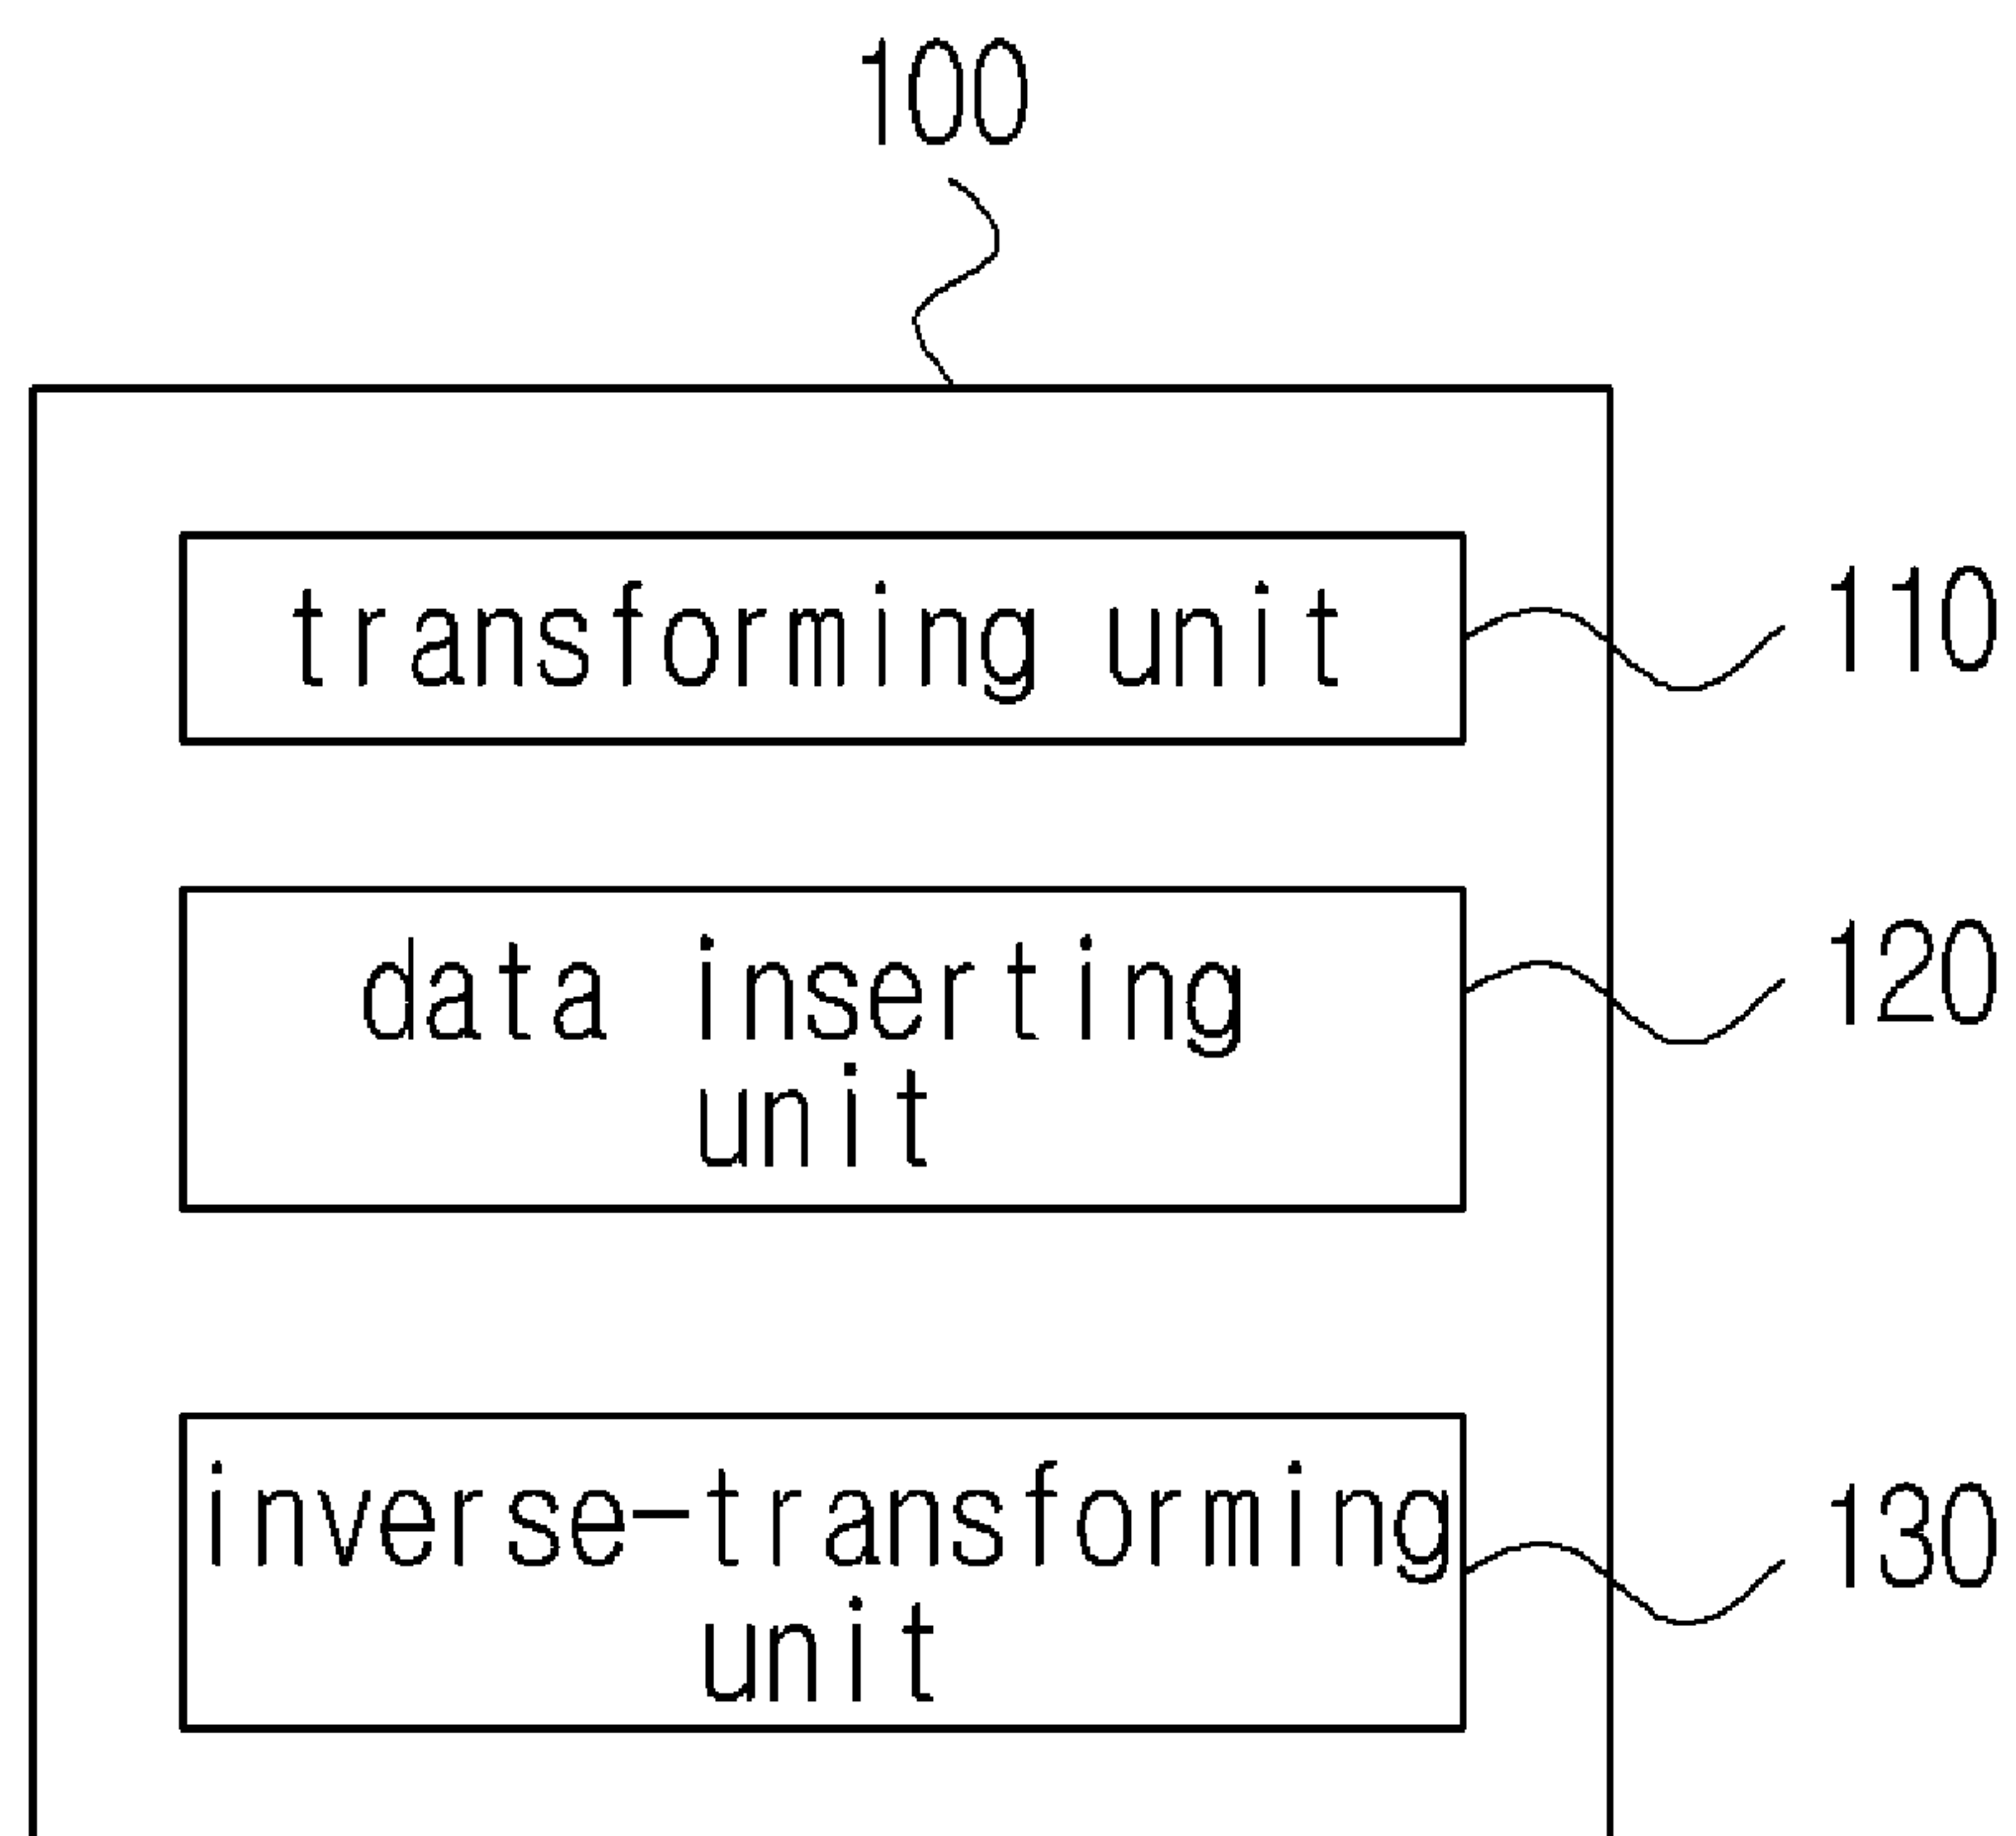 100
transforming unit
110
data inserting
unit
120
inverse-transforming
unit
130